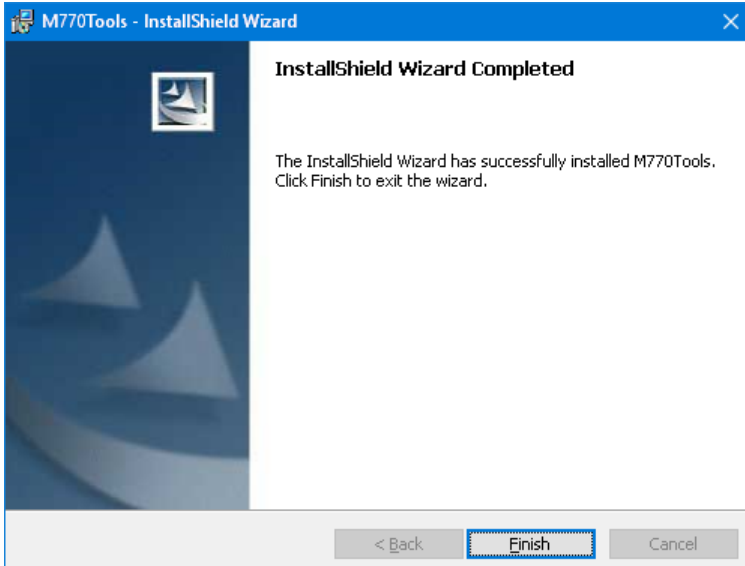 M770Tools - InstallShield Wizard
InstallShield Wizard Completed
The InstallShield Wizard has successfully installed M770Tools.
Click Finish to exit the wizard.
< Back
Finish
Cancel